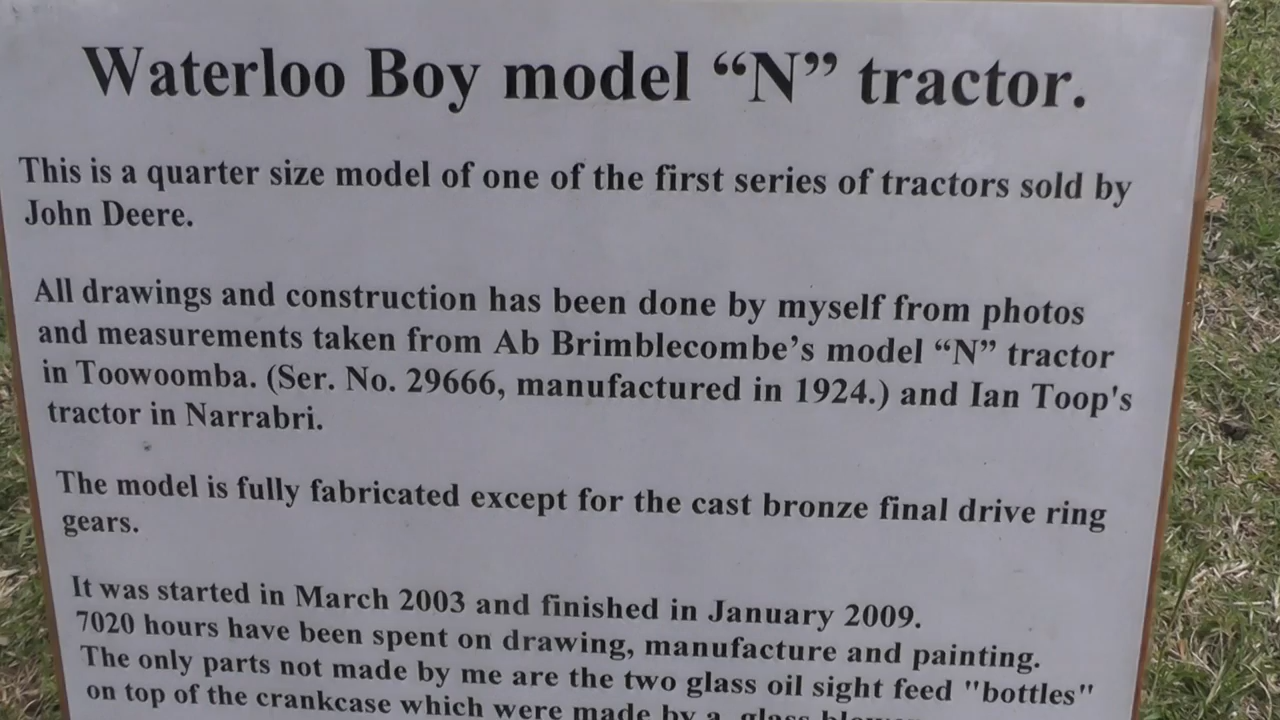 Waterloo Boy model “N” tractor.
This is a quarter size model of one of the first series of tractors sold by
John Deere.
All drawings and construction has been done by myself from photos
and measurements taken from Ab Brimblecombe’s model “N” tractor
in Toowoomba. (Ser. No. 29666, manufactured in 1924.) and Ian Toop's
tractor in Narrabri.
The model is fully fabricated except for the cast bronze final drive ring
gears.
It was started in March 2003 and finished in January 2009.
7020 hours have been spent on drawing, manufacture and painting.
The only parts not made by me are the two glass oil sight feed "bottles"
on top of the crankcase which were made by a glass